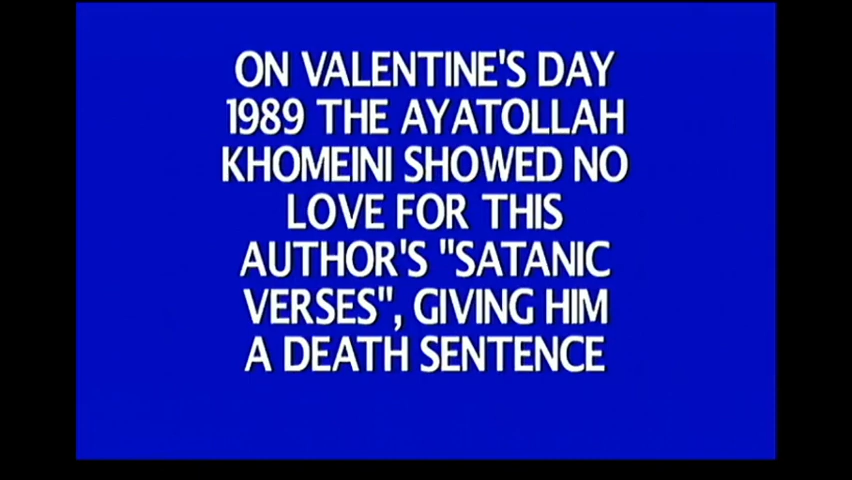 ON VALENTINE'S DAY
1989 THE AYATOLLAH
KHOMEINI SHOWED NO
LOVE FOR THIS
AUTHOR'S "SATANIC
VERSES", GIVING HIM
A DEATH SENTENCE